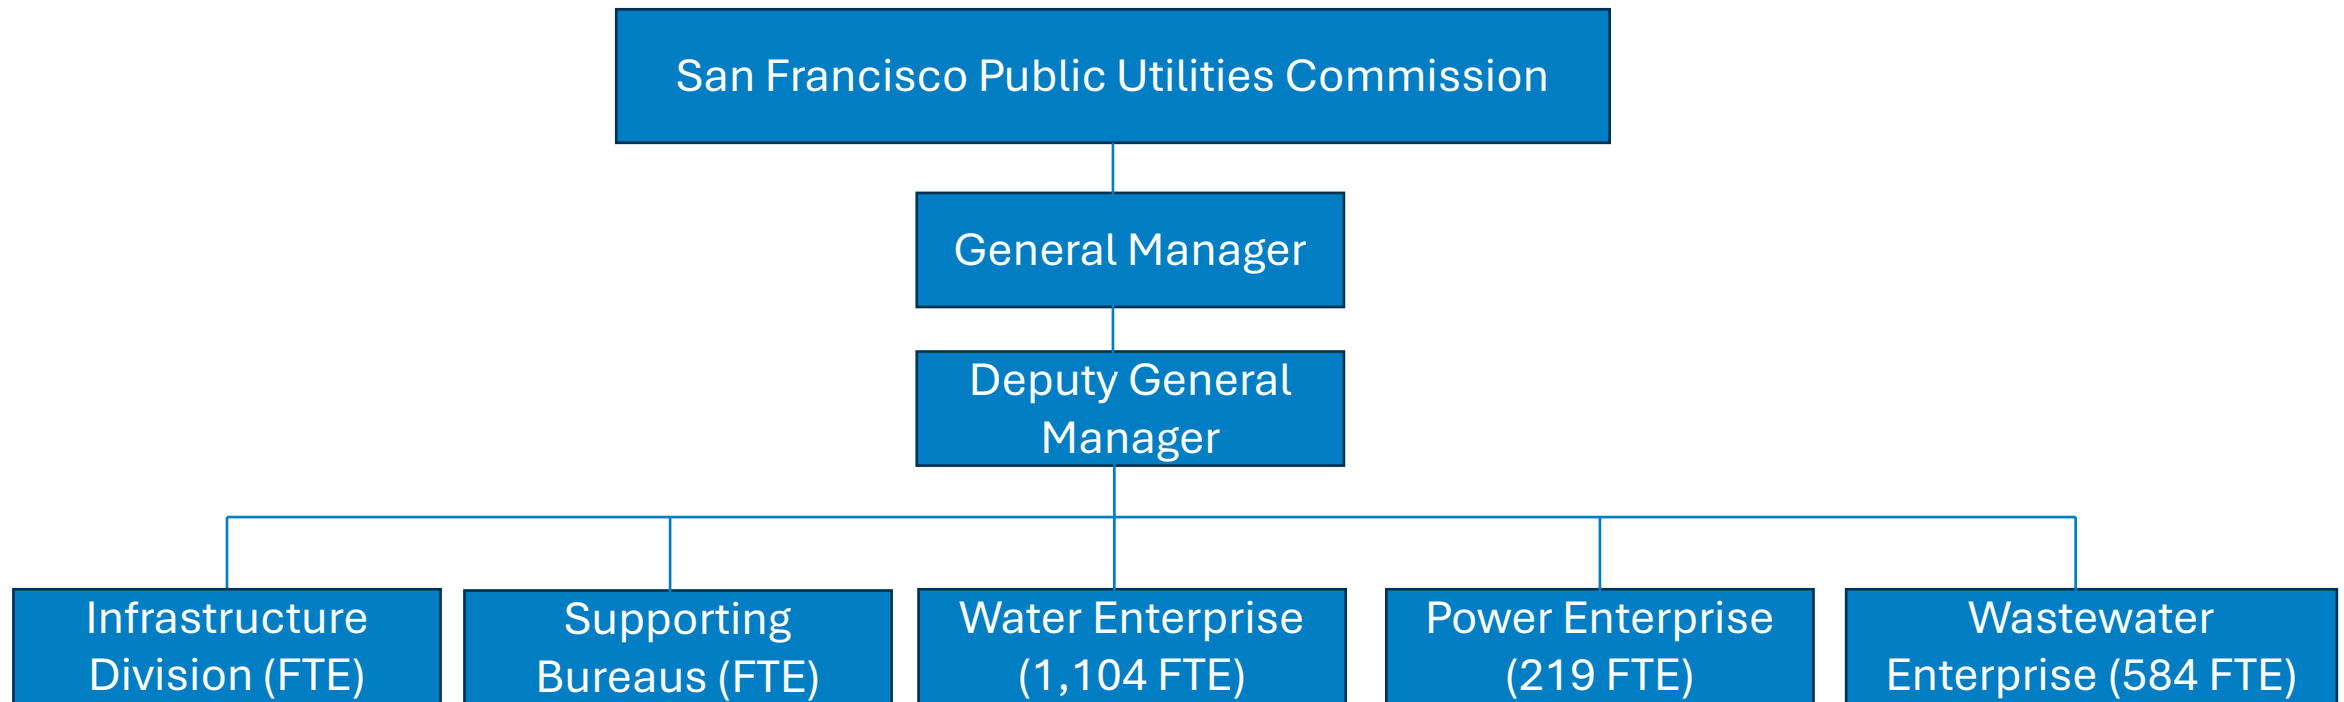 San Francisco Public Utilities Commission
General Manager
Deputy General
Manager
Infrastructure
Division (FTE)
Supporting
Bureaus (FTE)
Water Enterprise
(1,104 FTE)
Power Enterprise
(219 FTE)
Wastewater
Enterprise (584 FTE)